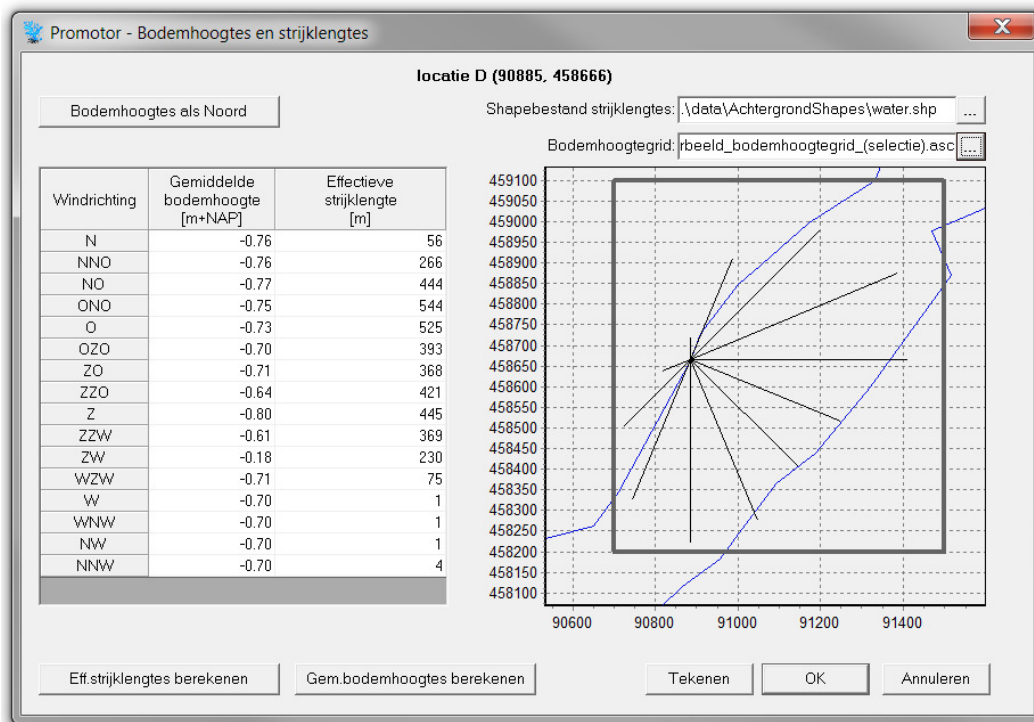 Promotor - Bodemhoogtes en strijklengtes
X
locatie D (90885, 458666)
Bodemhoogtes als Noord
Shapebestand strijklengtes: .\data\AchtergrondShapes\water.shp ...
Bodemhoogtegrid: rbeeld_bodemhoogtegrid_(selectie).asc ...
Windrichting Gemiddelde bodemhoogte [m+NAP] Effectieve strijklengte [m]
N -0.76 56
NNO -0.76 266
NO -0.77 444
ONO -0.75 544
O -0.73 525
OZO -0.70 393
ZO -0.71 368
ZZO -0.64 421
Z -0.80 445
ZZW -0.61 369
ZW -0.18 230
WZW -0.71 75
W -0.70 1
WNW -0.70 1
NW -0.70 1
NNW -0.70 4
459100
459050
459000
458950
458900
458850
458800
458750
458700
458650
458600
458550
458500
458450
458400
458350
458300
458250
458200
458150
458100
90600 90800 91000 91200 91400
Eff.strijklengtes berekenen Gem.bodemhoogtes berekenen Tekenen OK Annuleren